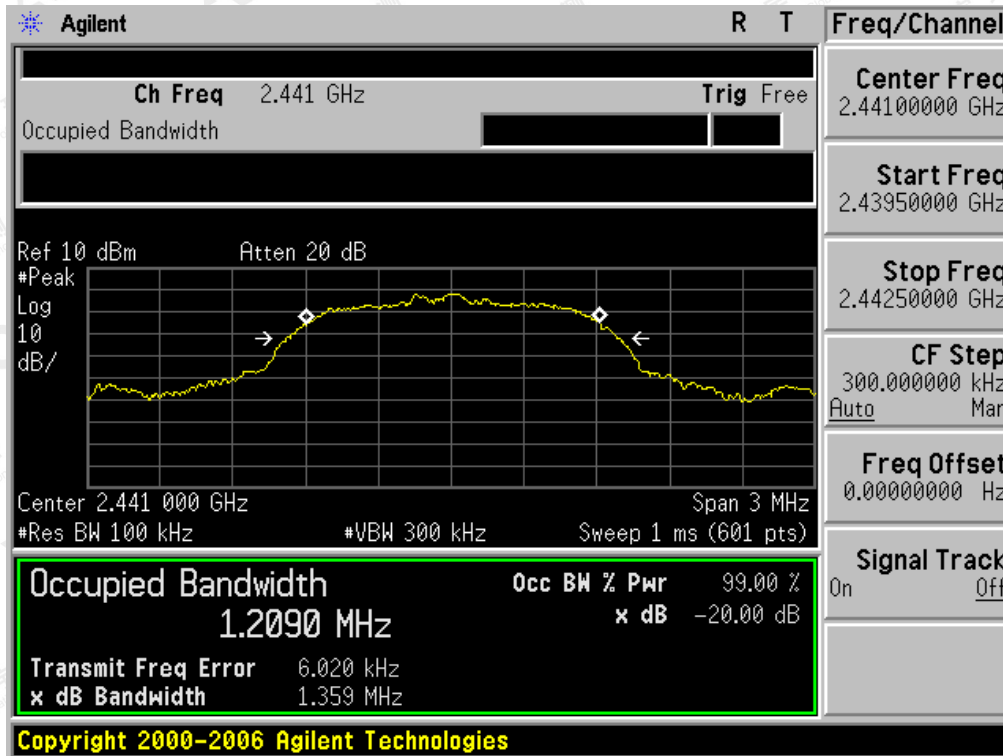 Agilent R T Freq/Channel
Ch Freq 2.441 GHz Trig Free
Occupied Bandwidth
Center Freq
2.44100000 GHz
Start Freq
2.43950000 GHz
Stop Freq
2.44250000 GHz
CF Step
300.000000 kHz
Auto Man
Freq Offset
0.00000000 Hz
Signal Track
On Off
Ref 10 dBm Atten 20 dB
#Peak
Log
10
dB/
Center 2.441 000 GHz Span 3 MHz
#Res BW 100 kHz #VBW 300 kHz Sweep 1 ms (601 pts)
Occupied Bandwidth Occ BW % Pwr 99.00 %
1.2090 MHz x dB -20.00 dB
Transmit Freq Error 6.020 kHz
x dB Bandwidth 1.359 MHz
Copyright 2000-2006 Agilent Technologies